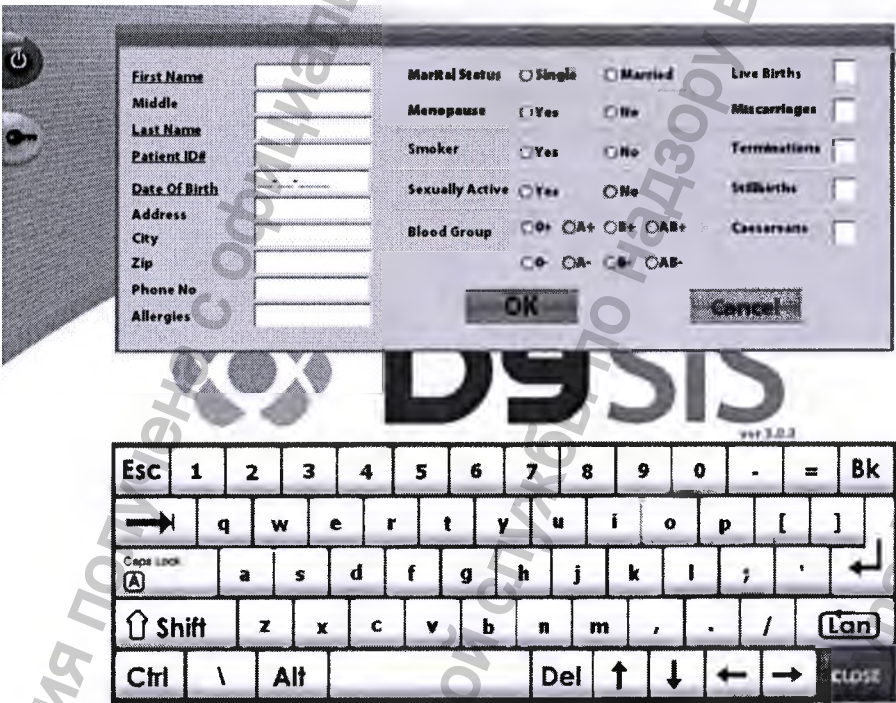 First Name
Middle
Last Name
Patient ID#
Date Of Birth
Address
City
Zip
Phone No
Allergies
Marital Status Single Married
Menopause Yes No
Smoker Yes No
Sexually Active Yes No
Blood Group O+ A+ B+ AB+
O- A- B- AB-
Live Births
Miscarriages
Terminations
Stillbirths
Caesareans
OK Cancel
DySIS
ver 3.0.3
Esc 1 2 3 4 5 6 7 8 9 0 - = Bk
q w e r t y u i o p [ ]
Caps Lock
A a s d f g h j k l ; '
Shift z x c v b n m , . / Lan
Ctrl \ Alt Del ↑ ↓ ← → CLOSE
по надзору в